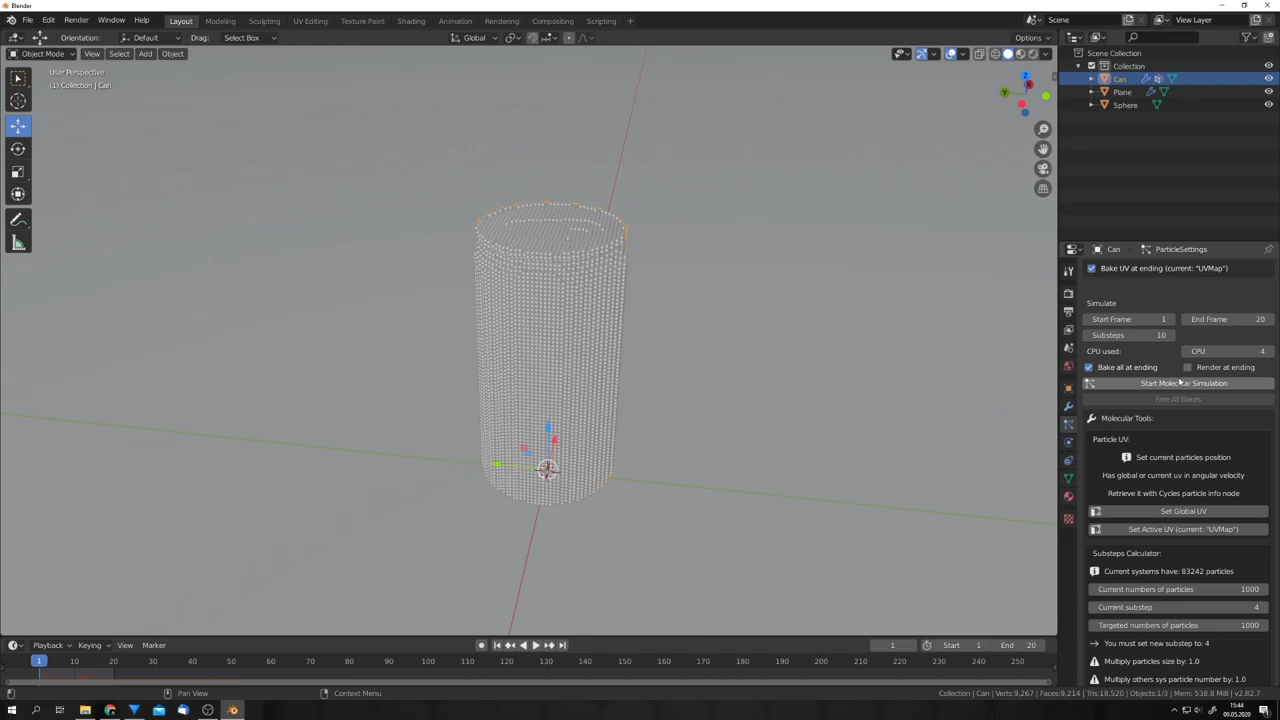 Blender
File Edit Render Window Help Layout Modeling Sculpting UV Editing Texture Paint Shading Animation Rendering Compositing Scripting + Scene View Layer
Orientation: Default Drag: Select Box Global Options
Object Mode View Select Add Object
User Perspective
(1) Collection | Can
Z
Y
X
Scene Collection
Collection
Can
Plane
Sphere
Can ParticleSettings
Bake UV at ending (current: "UVMap")
Simulate
Start Frame 1 End Frame 20
Substeps 10
CPU used: CPU 4
Bake all at ending Render at ending
Start Molecular Simulation
Free All Bakes
Molecular Tools:
Particle UV:
Set current particles position
Has global or current uv in angular velocity
Retrieve it with Cycles particle info node
Set Global UV
Set Active UV (current: "UVMap")
Substeps Calculator:
Current systems have: 83242 particles
Current numbers of particles 1000
Current substep 4
Targeted numbers of particles 1000
You must set new substep to: 4
Multiply particles size by: 1.0
Multiply others sys particle number by: 1.0
Playback Keying View Marker 1 Start 1 End 20
1 10 20 30 40 50 60 70 80 90 100 110 120 130 140 150 160 170 180 190 200 210 220 230 240 250
Pan View Context Menu Collection | Can | Verts:9,267 | Faces:9,214 | Tris:18,520 | Objects:1/3 | Mem: 538.8 MiB | v2.82.7
15:44
09.05.2020